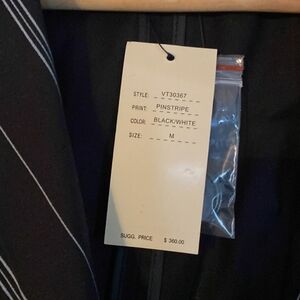 STYLE: VT30367
PRINT: PINSTRIPE
COLOR: BLACK/WHITE
SIZE: M
SUGG. PRICE $ 360.00